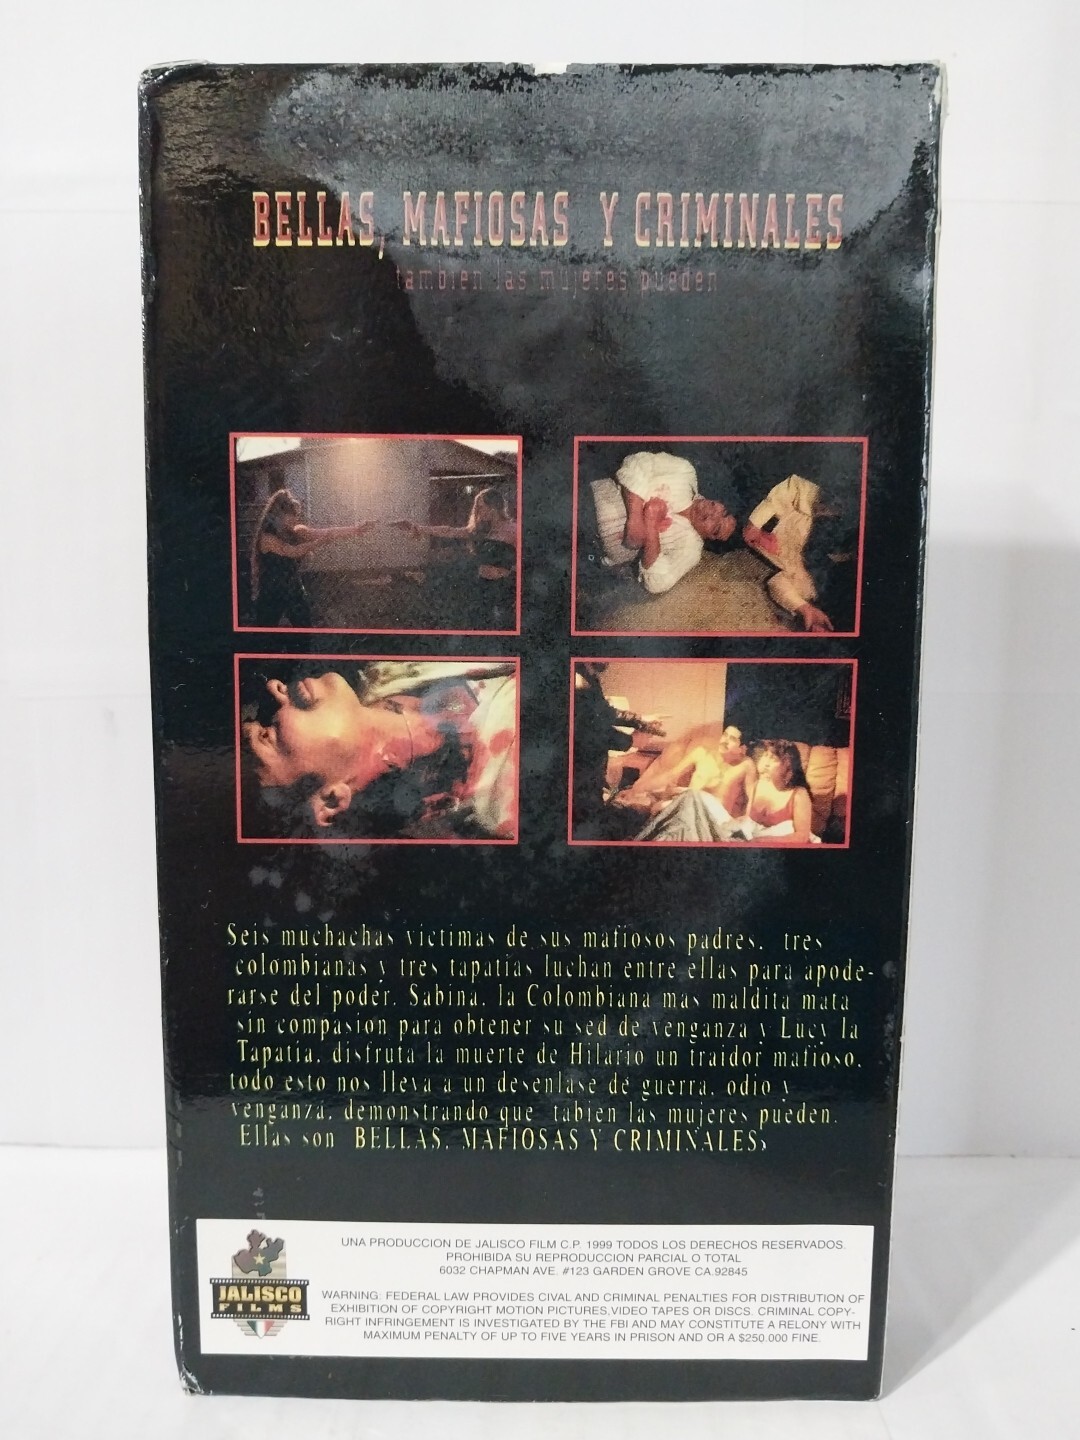 BELLAS, MAFIOSAS Y CRIMINALES
tambien las mujeres pueden
Seis muchachas victimas de sus mafiosos padres, tres
colombianas y tres tapatias luchan entre ellas para apode-
rarse del poder. Sabina, la Colombiana mas maldita mata
sin compasion para obtener su sed de venganza y Lucy la
Tapatia, disfruta la muerte de Hilario un traidor mafioso,
todo esto nos lleva a un desenlase de guerra, odio y
venganza, demonstrando que tabien las mujeres pueden.
Ellas son BELLAS, MAFIOSAS Y CRIMINALES
JALISCO
FILMS
UNA PRODUCCION DE JALISCO FILM C.P. 1999 TODOS LOS DERECHOS RESERVADOS.
PROHIBIDA SU REPRODUCCION PARCIAL O TOTAL
6032 CHAPMAN AVE. #123 GARDEN GROVE CA.92845
WARNING: FEDERAL LAW PROVIDES CIVAL AND CRIMINAL PENALTIES FOR DISTRIBUTION OF
EXHIBITION OF COPYRIGHT MOTION PICTURES,VIDEO TAPES OR DISCS. CRIMINAL COPY-
RIGHT INFRINGEMENT IS INVESTIGATED BY THE FBI AND MAY CONSTITUTE A RELONY WITH
MAXIMUM PENALTY OF UP TO FIVE YEARS IN PRISON AND OR A $250.000 FINE.